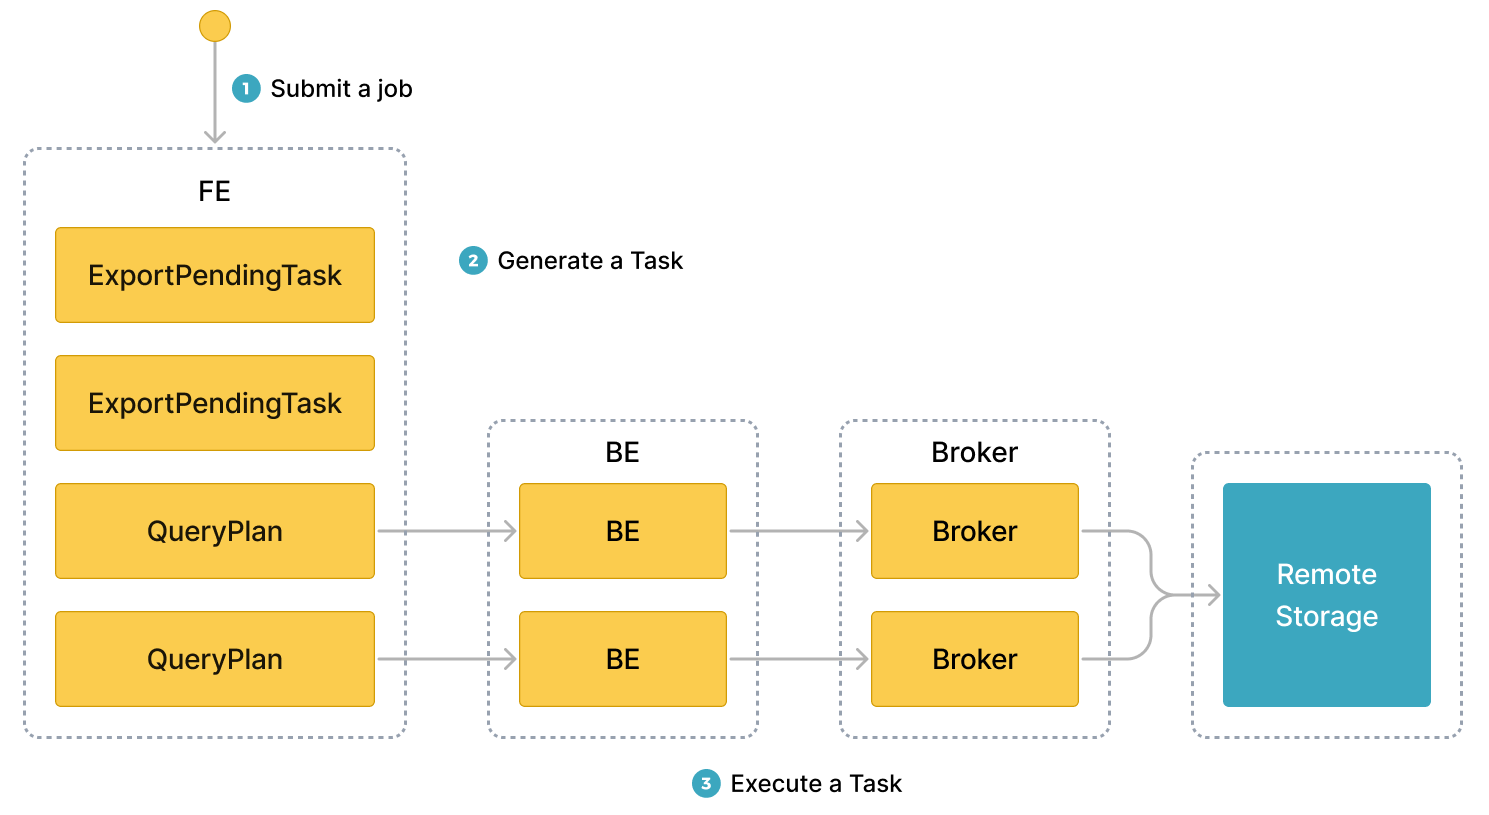 1 Submit a job
FE
ExportPendingTask
2 Generate a Task
ExportPendingTask
QueryPlan
QueryPlan
BE
BE
BE
Broker
Broker
Broker
Remote
Storage
3 Execute a Task